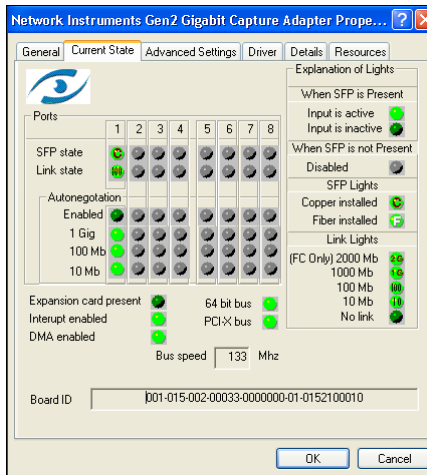 Network Instruments Gen2 Gigabit Capture Adapter Prope... ? X
General Current State Advanced Settings Driver Details Resources
Explanation of Lights
When SFP is Present
Input is active
Input is inactive
When SFP is not Present
Disabled
SFP Lights
Copper installed C
Fiber installed F
Link Lights
(FC Only) 2000 Mb 2G
1000 Mb 1G
100 Mb 100
10 Mb 10
No link
Ports
1 2 3 4 5 6 7 8
SFP state C
Link state 100
Autonegotation
Enabled
1 Gig
100 Mb
10 Mb
Expansion card present
Interupt enabled
DMA enabled
64 bit bus
PCI-X bus
Bus speed 133 Mhz
Board ID 001-015-002-00033-0000000-01-0152100010
OK Cancel